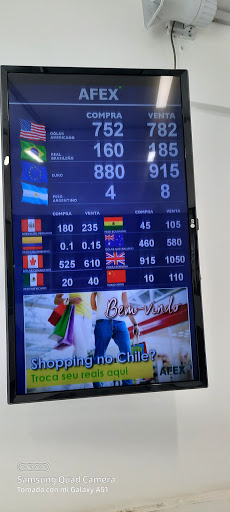 AFEX
COMPRA VENTA
DÓLAR AMERICANO 752 782
REAL BRASILEÑO 160 185
EURO 880 915
PESO ARGENTINO 4 8
COMPRA VENTA COMPRA VENTA
180 235 45 105
0.1 0.15 460 580
525 610 915 1050
20 40 10 110
Bem-vindo
Shopping no Chile?
Troca seu reais aqui
AFEX
Samsung Quad Camera
Tomado con mi Galaxy A51